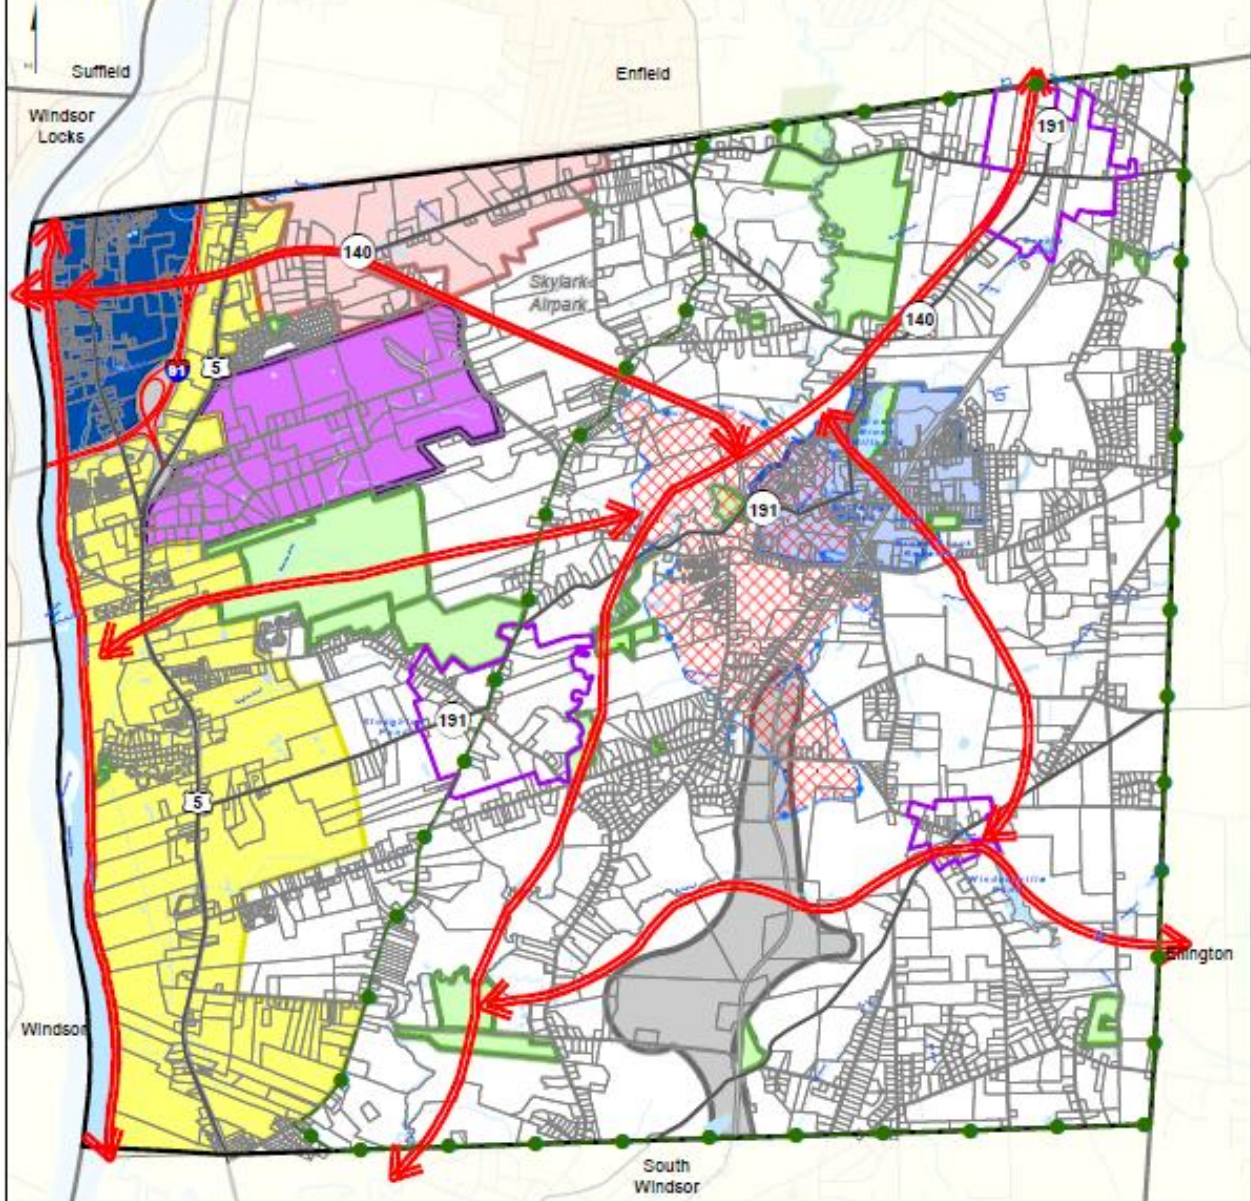 Suffield
Enfield
Windsor
Locks
191
140
Skylark
Airpark
140
91
5
191
191
5
Windsor
Ellington
South
Windsor